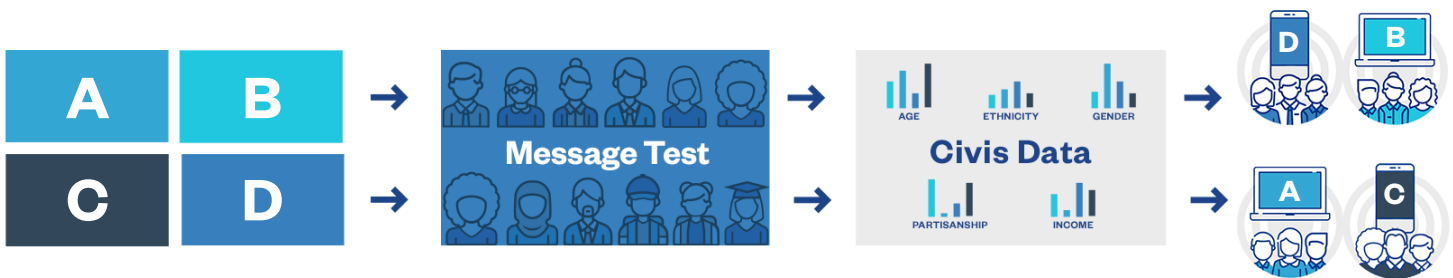 A
B
C
D
Message Test
AGE
ETHNICITY
GENDER
Civis Data
PARTISANSHIP
INCOME
D
B
A
C